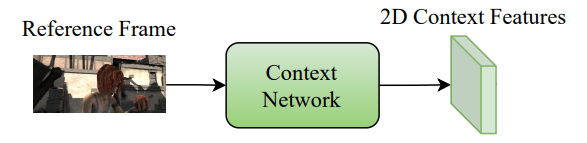 Reference Frame
Context
Network
2D Context Features